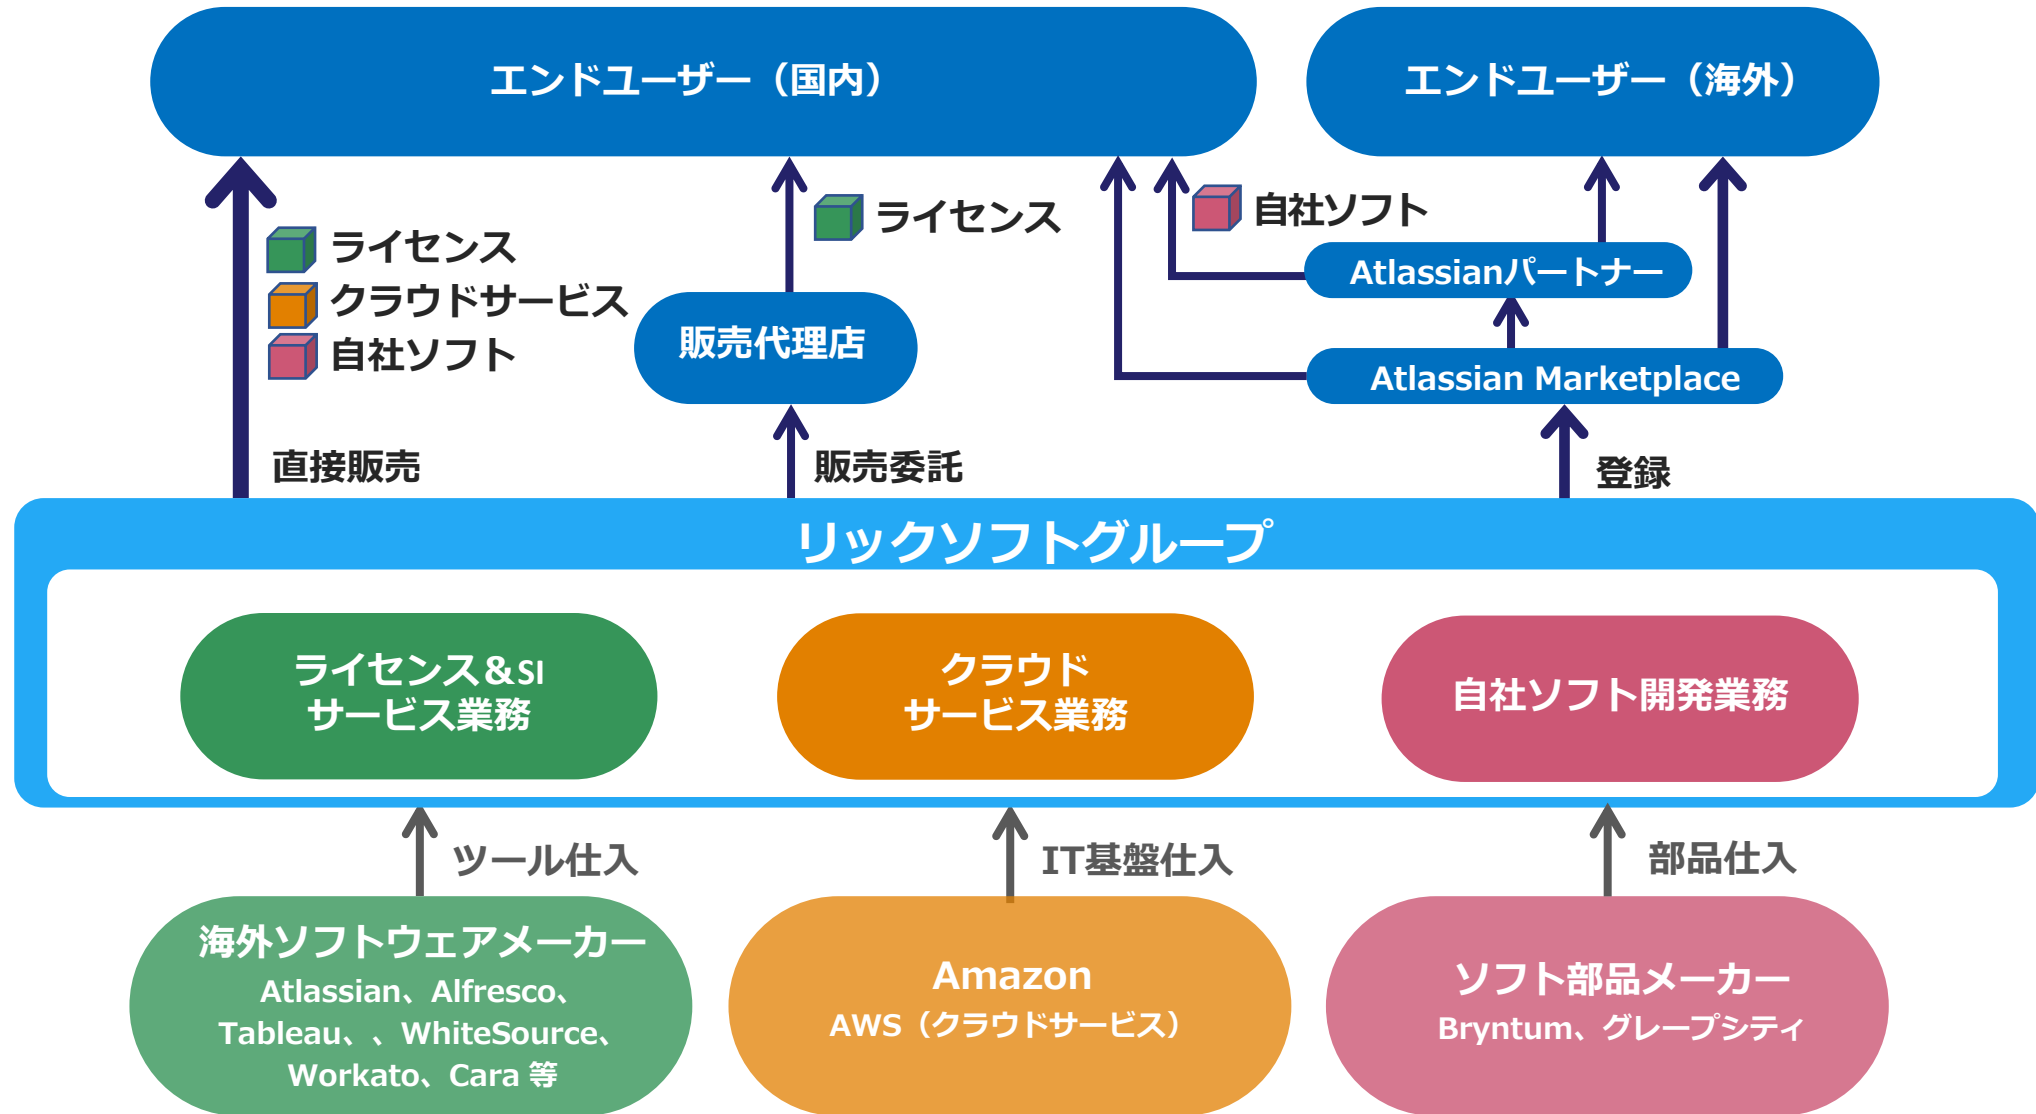 エンドユーザー（国内）
エンドユーザー（海外）
ライセンス
クラウドサービス
自社ソフト
ライセンス
自社ソフト
Atlassianパートナー
販売代理店
Atlassian Marketplace
直接販売
販売委託
登録
リックソフトグループ
ライセンス＆SI
サービス業務
クラウド
サービス業務
自社ソフト開発業務
ツール仕入
IT基盤仕入
部品仕入
海外ソフトウェアメーカー
Atlassian、Alfresco、
Tableau、、WhiteSource、
Workato、Cara 等
Amazon
AWS（クラウドサービス）
ソフト部品メーカー
Bryntum、グレープシティ